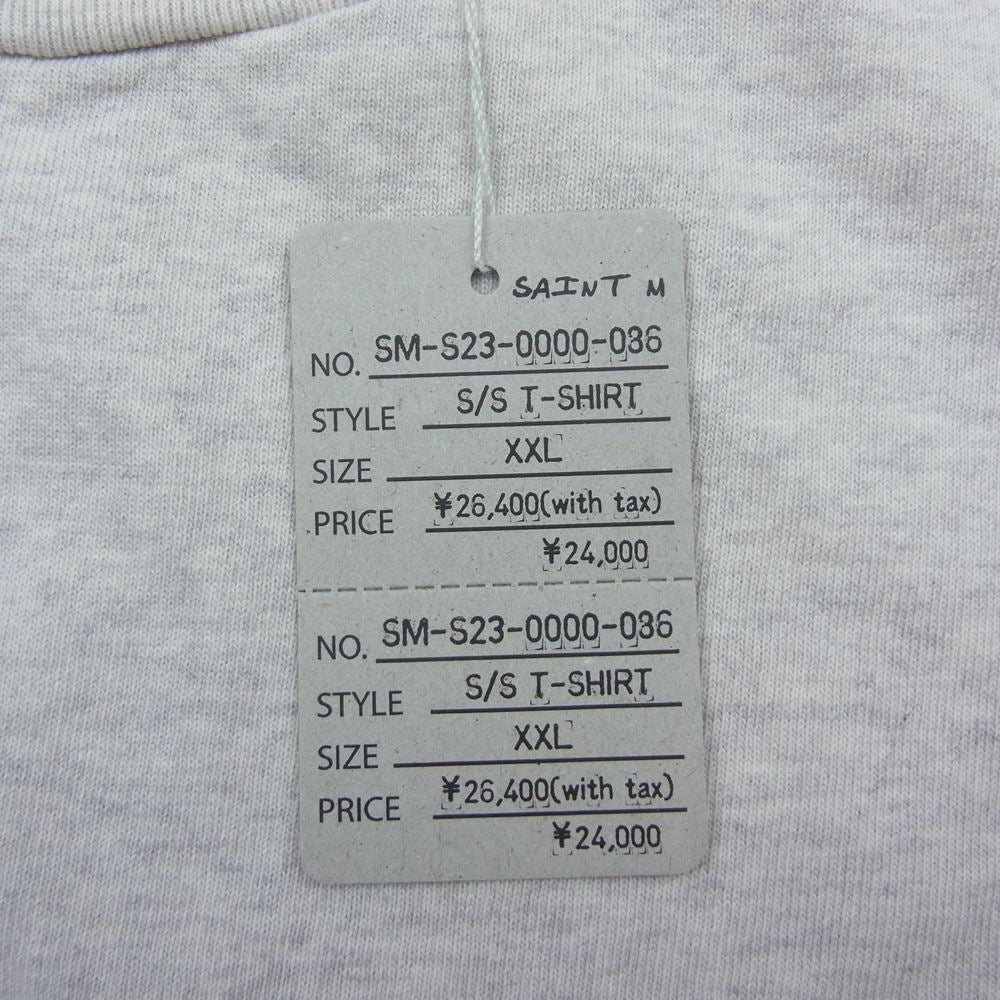 SAINT M
NO. SM-S23-0000-036
STYLE S/S T-SHIRT
SIZE XXL
PRICE ¥26,400(with tax)
¥24,000
NO. SM-S23-0000-036
STYLE S/S T-SHIRT
SIZE XXL
PRICE ¥26,400(with tax)
¥24,000